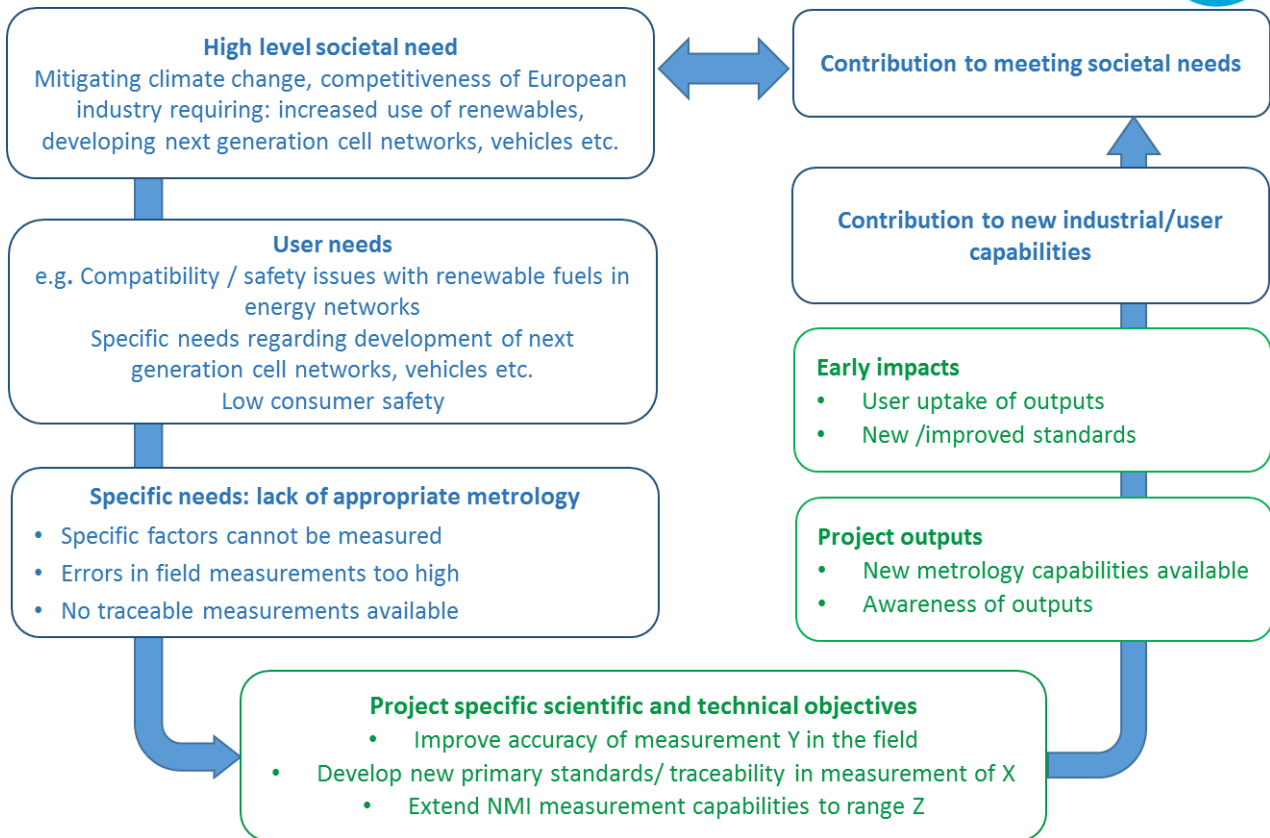 High level societal need
Mitigating climate change, competitiveness of European
industry requiring: increased use of renewables,
developing next generation cell networks, vehicles etc.
User needs
e.g. Compatibility / safety issues with renewable fuels in
energy networks
Specific needs regarding development of next
generation cell networks, vehicles etc.
Low consumer safety
Specific needs: lack of appropriate metrology
• Specific factors cannot be measured
• Errors in field measurements too high
• No traceable measurements available
Project specific scientific and technical objectives
• Improve accuracy of measurement Y in the field
• Develop new primary standards/ traceability in measurement of X
• Extend NMI measurement capabilities to range Z
Project outputs
• New metrology capabilities available
• Awareness of outputs
Early impacts
• User uptake of outputs
• New /improved standards
Contribution to new industrial/user
capabilities
Contribution to meeting societal needs